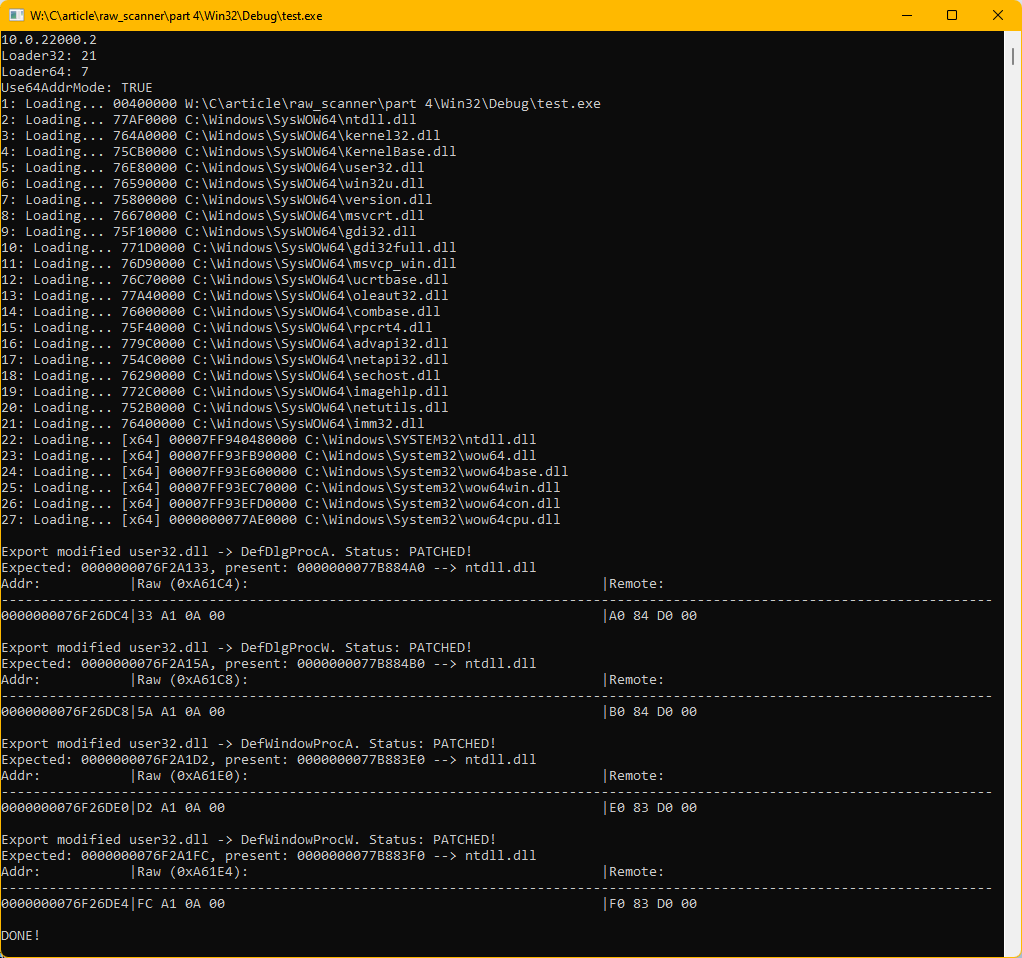 W:\C\article\raw_scanner\part 4\Win32\Debug\test.exe
10.0.22000.2
Loader32: 21
Loader64: 7
Use64AddrMode: TRUE
1: Loading... 00400000 W:\C\article\raw_scanner\part 4\Win32\Debug\test.exe
2: Loading... 77AF0000 C:\Windows\SysWOW64\ntdll.dll
3: Loading... 764A0000 C:\Windows\SysWOW64\kernel32.dll
4: Loading... 75CB0000 C:\Windows\SysWOW64\KernelBase.dll
5: Loading... 76E80000 C:\Windows\SysWOW64\user32.dll
6: Loading... 76590000 C:\Windows\SysWOW64\win32u.dll
7: Loading... 75800000 C:\Windows\SysWOW64\version.dll
8: Loading... 76670000 C:\Windows\SysWOW64\msvcrt.dll
9: Loading... 75F10000 C:\Windows\SysWOW64\gdi32.dll
10: Loading... 771D0000 C:\Windows\SysWOW64\gdi32full.dll
11: Loading... 76D90000 C:\Windows\SysWOW64\msvcp_win.dll
12: Loading... 76C70000 C:\Windows\SysWOW64\ucrtbase.dll
13: Loading... 77A40000 C:\Windows\SysWOW64\oleaut32.dll
14: Loading... 76000000 C:\Windows\SysWOW64\combase.dll
15: Loading... 75F40000 C:\Windows\SysWOW64\rpcrt4.dll
16: Loading... 779C0000 C:\Windows\SysWOW64\advapi32.dll
17: Loading... 754C0000 C:\Windows\SysWOW64\netapi32.dll
18: Loading... 76290000 C:\Windows\SysWOW64\sechost.dll
19: Loading... 772C0000 C:\Windows\SysWOW64\imagehlp.dll
20: Loading... 752B0000 C:\Windows\SysWOW64\netutils.dll
21: Loading... 76400000 C:\Windows\SysWOW64\imm32.dll
22: Loading... [x64] 00007FF940480000 C:\Windows\SYSTEM32\ntdll.dll
23: Loading... [x64] 00007FF93FB90000 C:\Windows\System32\wow64.dll
24: Loading... [x64] 00007FF93E600000 C:\Windows\System32\wow64base.dll
25: Loading... [x64] 00007FF93EC70000 C:\Windows\System32\wow64win.dll
26: Loading... [x64] 00007FF93EFD0000 C:\Windows\System32\wow64con.dll
27: Loading... [x64] 0000000077AE0000 C:\Windows\System32\wow64cpu.dll
Export modified user32.dll -> DefDlgProcA. Status: PATCHED!
Expected: 0000000076F2A133, present: 0000000077B884A0 --> ntdll.dll
Addr: |Raw (0xA61C4): |Remote:
----------------------------------------------------------------------------------------------------------------------------
0000000076F26DC4|33 A1 0A 00 |A0 84 D0 00
Export modified user32.dll -> DefDlgProcW. Status: PATCHED!
Expected: 0000000076F2A15A, present: 0000000077B884B0 --> ntdll.dll
Addr: |Raw (0xA61C8): |Remote:
----------------------------------------------------------------------------------------------------------------------------
0000000076F26DC8|5A A1 0A 00 |B0 84 D0 00
Export modified user32.dll -> DefWindowProcA. Status: PATCHED!
Expected: 0000000076F2A1D2, present: 0000000077B883E0 --> ntdll.dll
Addr: |Raw (0xA61E0): |Remote:
----------------------------------------------------------------------------------------------------------------------------
0000000076F26DE0|D2 A1 0A 00 |E0 83 D0 00
Export modified user32.dll -> DefWindowProcW. Status: PATCHED!
Expected: 0000000076F2A1FC, present: 0000000077B883F0 --> ntdll.dll
Addr: |Raw (0xA61E4): |Remote:
----------------------------------------------------------------------------------------------------------------------------
0000000076F26DE4|FC A1 0A 00 |F0 83 D0 00
DONE!